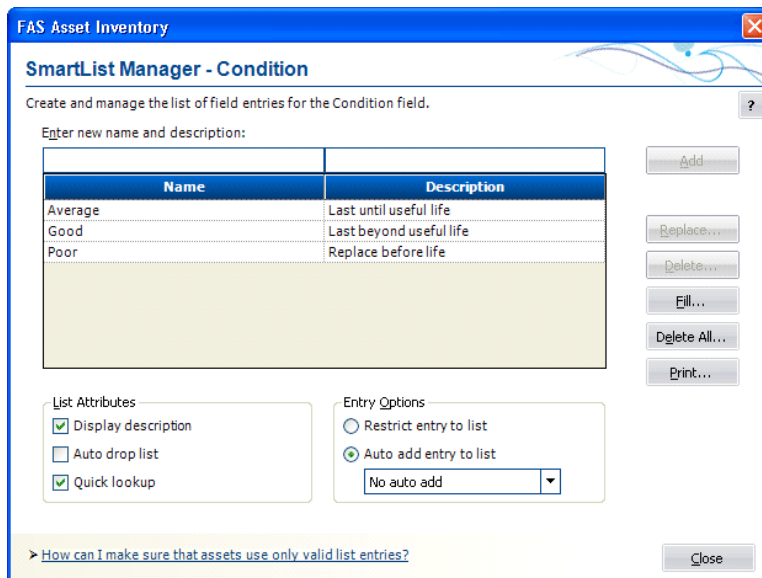 FAS Asset Inventory
SmartList Manager - Condition
Create and manage the list of field entries for the Condition field.
?
Enter new name and description:
Add
Name Description
Average Last until useful life
Good Last beyond useful life
Poor Replace before life
Replace...
Delete...
Fill...
Delete All...
Print...
List Attributes
Display description
Auto drop list
Quick lookup
Entry Options
Restrict entry to list
Auto add entry to list
No auto add
How can I make sure that assets use only valid list entries?
Close